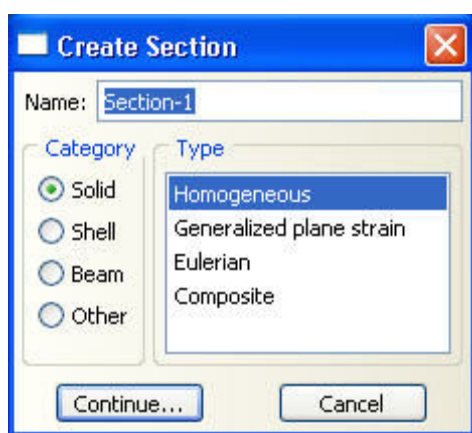 Create Section
Name: Section-1
Category
Solid
Shell
Beam
Other
Type
Homogeneous
Generalized plane strain
Eulerian
Composite
Continue... Cancel